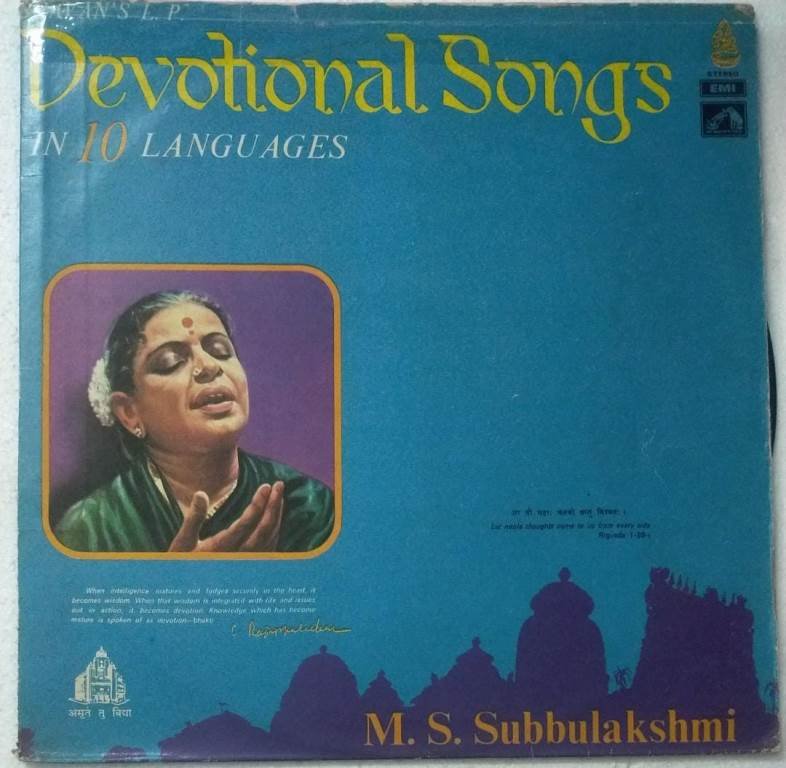 L. P.
Devotional Songs
IN 10 LANGUAGES
STEREO
EMI
आ नो भद्राः क्रतवो यन्तु विश्वतः ।
Let noble thoughts come to us from every side
Rigveda 1-89-i
When intelligence matures and lodges securely in the heart, it
becomes wisdom. When that wisdom is integrated with life and issues
out in action, it becomes devotion. Knowledge which has become
mature is spoken of as devotion—bhakti
अमृतं तु विद्या
M. S. Subbulakshmi